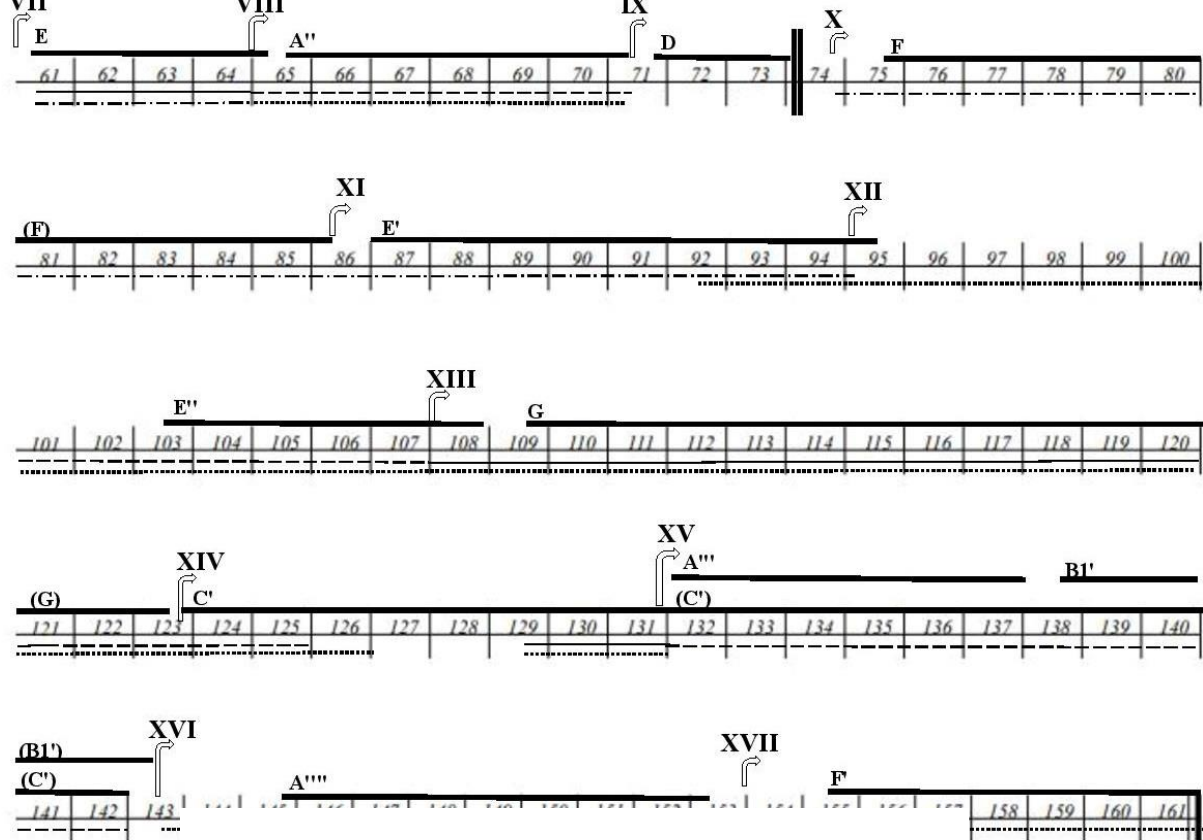 VII VIII IX X
E A'' D F
61 62 63 64 65 66 67 68 69 70 71 72 73 74 75 76 77 78 79 80
XI XII
(F) E'
81 82 83 84 85 86 87 88 89 90 91 92 93 94 95 96 97 98 99 100
XIII
E'' G
101 102 103 104 105 106 107 108 109 110 111 112 113 114 115 116 117 118 119 120
XIV XV
A''' B1'
(G) C' (C')
121 122 123 124 125 126 127 128 129 130 131 132 133 134 135 136 137 138 139 140
XVI XVII
(B1')
(C') A'''' F'
141 142 143 158 159 160 161